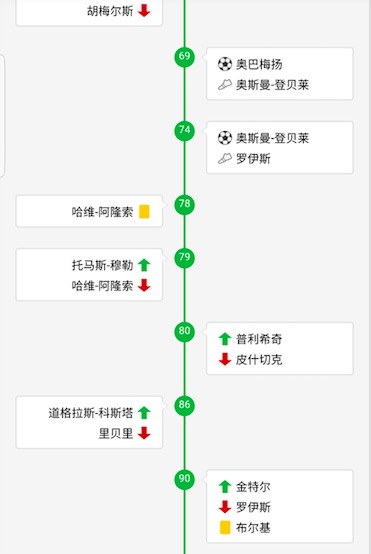 胡梅尔斯
69
奥巴梅扬
奥斯曼-登贝莱
74
奥斯曼-登贝莱
罗伊斯
78
哈维-阿隆索
79
托马斯-穆勒
哈维-阿隆索
80
普利希奇
皮什切克
86
道格拉斯-科斯塔
里贝里
90
金特尔
罗伊斯
布尔基